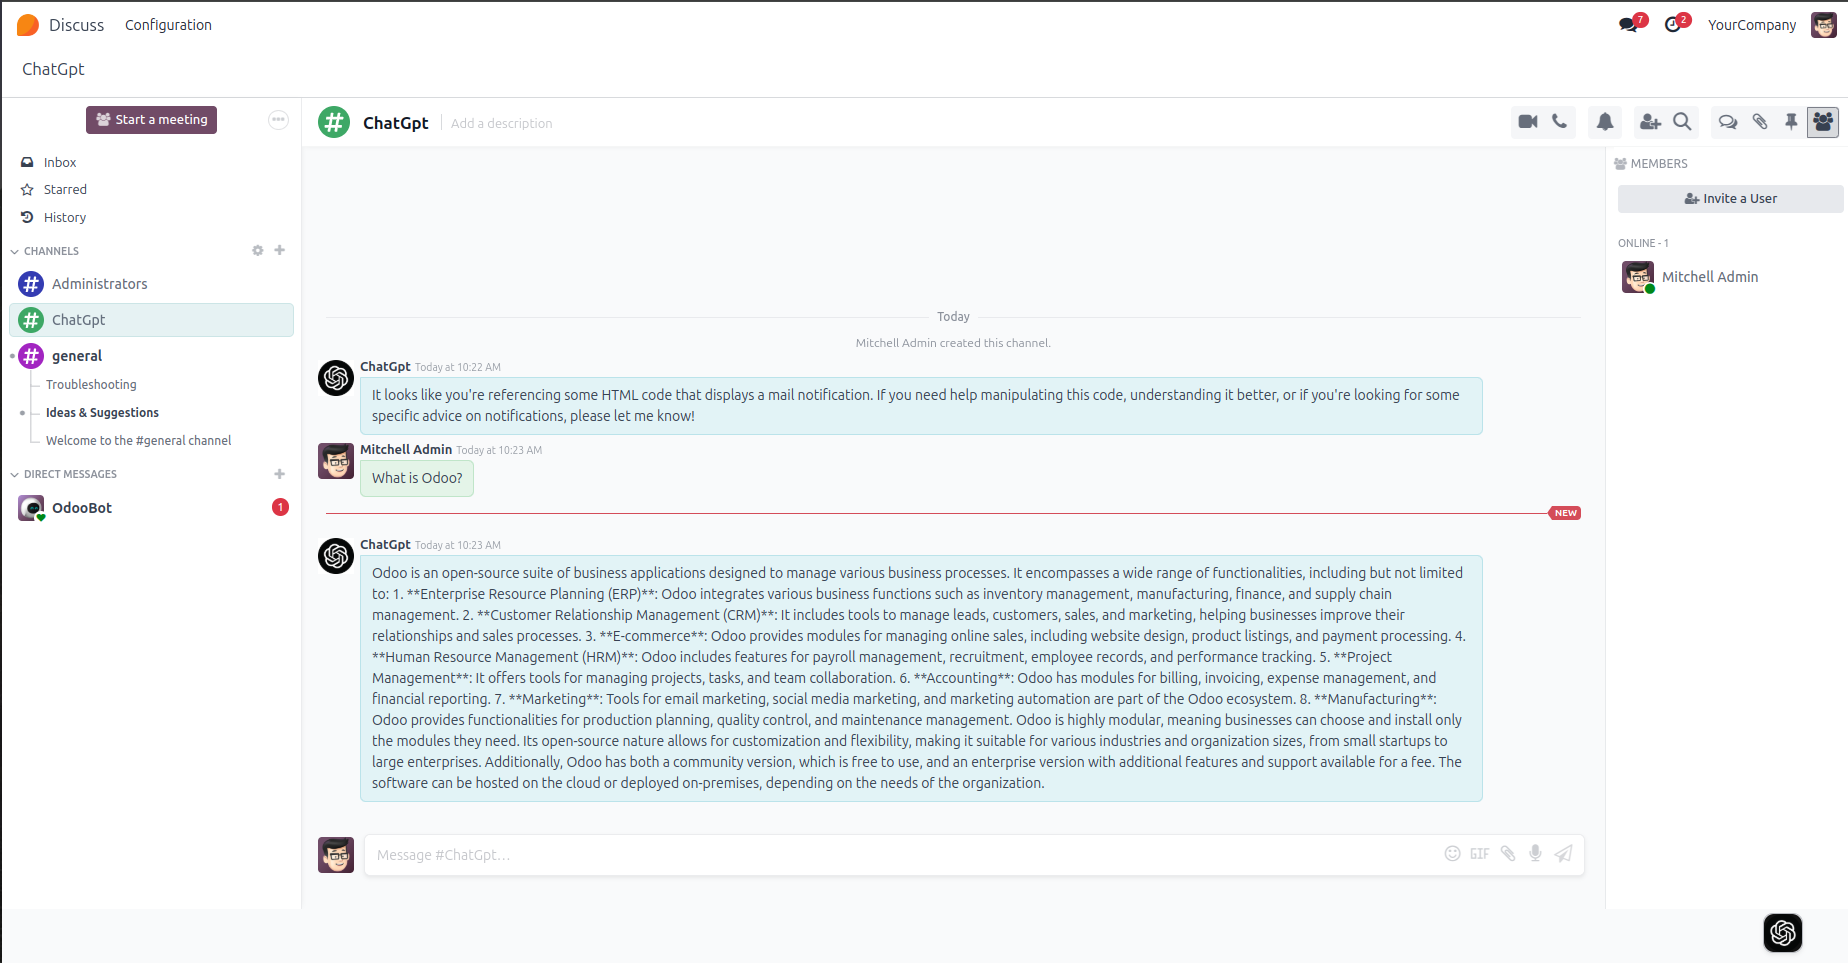 Discuss
Configuration
7
2
YourCompany
ChatGpt
Start a meeting
Inbox
Starred
History
CHANNELS
Administrators
ChatGpt
general
Troubleshooting
Ideas & Suggestions
Welcome to the #general channel
DIRECT MESSAGES
OdooBot
1
ChatGpt
Add a description
Today
Mitchell Admin created this channel.
ChatGpt Today at 10:22 AM
It looks like you're referencing some HTML code that displays a mail notification. If you need help manipulating this code, understanding it better, or if you're looking for some
specific advice on notifications, please let me know!
Mitchell Admin Today at 10:23 AM
What is Odoo?
NEW
ChatGpt Today at 10:23 AM
Odoo is an open-source suite of business applications designed to manage various business processes. It encompasses a wide range of functionalities, including but not limited
to: 1. **Enterprise Resource Planning (ERP)**: Odoo integrates various business functions such as inventory management, manufacturing, finance, and supply chain
management. 2. **Customer Relationship Management (CRM)**: It includes tools to manage leads, customers, sales, and marketing, helping businesses improve their
relationships and sales processes. 3. **E-commerce**: Odoo provides modules for managing online sales, including website design, product listings, and payment processing. 4.
**Human Resource Management (HRM)**: Odoo includes features for payroll management, recruitment, employee records, and performance tracking. 5. **Project
Management**: It offers tools for managing projects, tasks, and team collaboration. 6. **Accounting**: Odoo has modules for billing, invoicing, expense management, and
financial reporting. 7. **Marketing**: Tools for email marketing, social media marketing, and marketing automation are part of the Odoo ecosystem. 8. **Manufacturing**:
Odoo provides functionalities for production planning, quality control, and maintenance management. Odoo is highly modular, meaning businesses can choose and install only
the modules they need. Its open-source nature allows for customization and flexibility, making it suitable for various industries and organization sizes, from small startups to
large enterprises. Additionally, Odoo has both a community version, which is free to use, and an enterprise version with additional features and support available for a fee. The
software can be hosted on the cloud or deployed on-premises, depending on the needs of the organization.
Message #ChatGpt…
GIF
MEMBERS
Invite a User
ONLINE - 1
Mitchell Admin